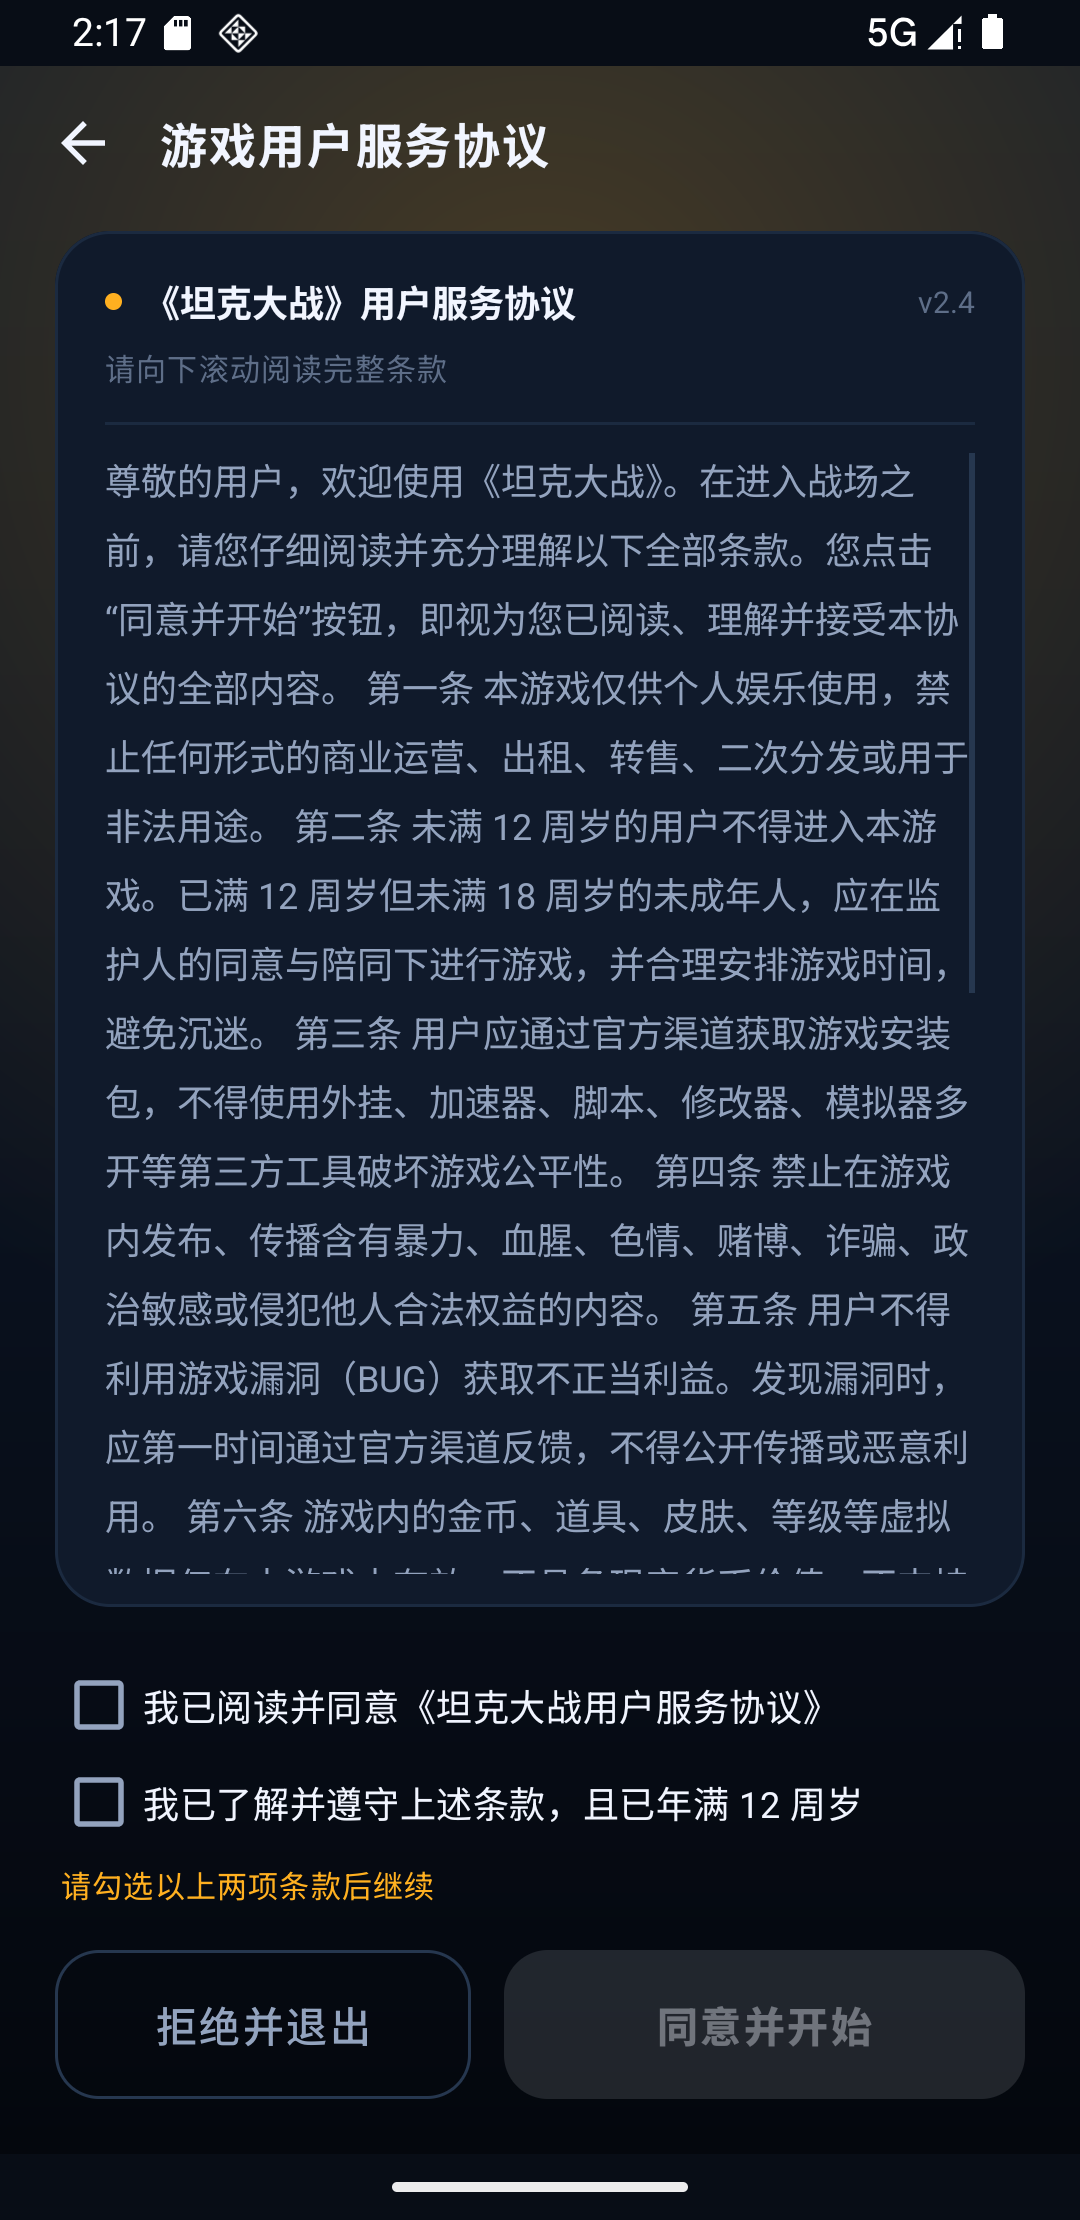 2:17
5G
游戏用户服务协议
《坦克大战》用户服务协议
v2.4
请向下滚动阅读完整条款
尊敬的用户，欢迎使用《坦克大战》。在进入战场之
前，请您仔细阅读并充分理解以下全部条款。您点击
“同意并开始”按钮，即视为您已阅读、理解并接受本协
议的全部内容。 第一条 本游戏仅供个人娱乐使用，禁
止任何形式的商业运营、出租、转售、二次分发或用于
非法用途。 第二条 未满 12 周岁的用户不得进入本游
戏。已满 12 周岁但未满 18 周岁的未成年人，应在监
护人的同意与陪同下进行游戏，并合理安排游戏时间，
避免沉迷。 第三条 用户应通过官方渠道获取游戏安装
包，不得使用外挂、加速器、脚本、修改器、模拟器多
开等第三方工具破坏游戏公平性。 第四条 禁止在游戏
内发布、传播含有暴力、血腥、色情、赌博、诈骗、政
治敏感或侵犯他人合法权益的内容。 第五条 用户不得
利用游戏漏洞（BUG）获取不正当利益。发现漏洞时，
应第一时间通过官方渠道反馈，不得公开传播或恶意利
用。 第六条 游戏内的金币、道具、皮肤、等级等虚拟
我已阅读并同意《坦克大战用户服务协议》
我已了解并遵守上述条款，且已年满 12 周岁
请勾选以上两项条款后继续
拒绝并退出
同意并开始